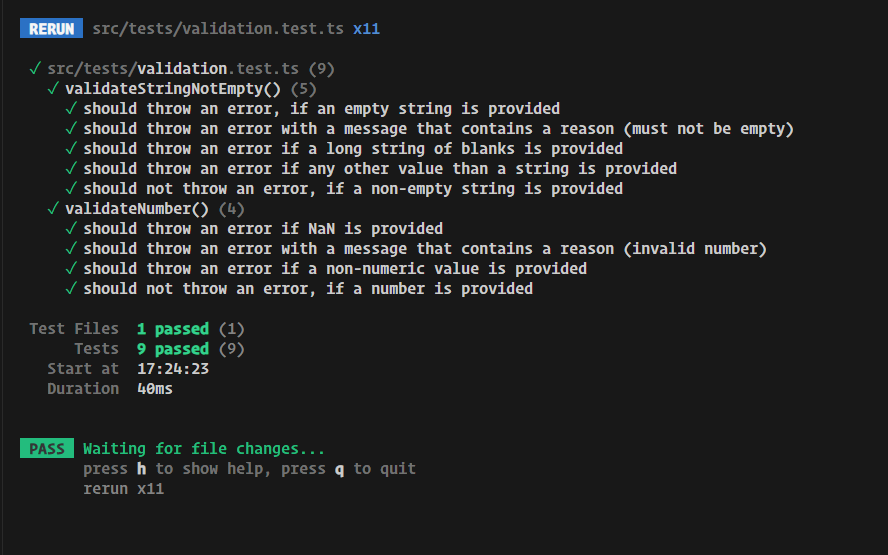 RERUN src/tests/validation.test.ts x11
✓ src/tests/validation.test.ts (9)
✓ validateStringNotEmpty() (5)
✓ should throw an error, if an empty string is provided
✓ should throw an error with a message that contains a reason (must not be empty)
✓ should throw an error if a long string of blanks is provided
✓ should throw an error if any other value than a string is provided
✓ should not throw an error, if a non-empty string is provided
✓ validateNumber() (4)
✓ should throw an error if NaN is provided
✓ should throw an error with a message that contains a reason (invalid number)
✓ should throw an error if a non-numeric value is provided
✓ should not throw an error, if a number is provided
Test Files 1 passed (1)
Tests 9 passed (9)
Start at 17:24:23
Duration 40ms
PASS Waiting for file changes...
press h to show help, press q to quit
rerun x11